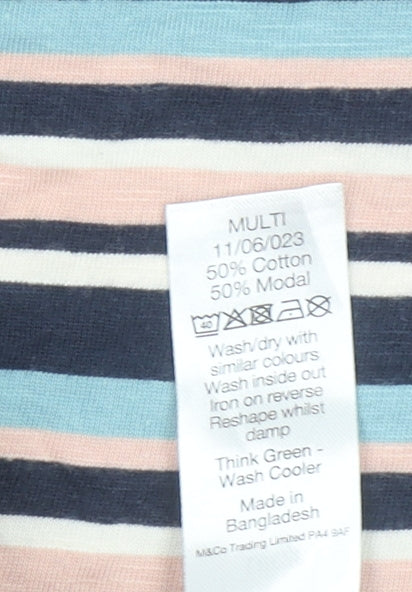 MULTI
11/06/023
50% Cotton
50% Modal
40
Wash/dry with
similar colours
Wash inside out
Iron on reverse
Reshape whilst
damp
Think Green -
Wash Cooler
Made in
Bangladesh
M&Co Trading Limited PA4 9AF